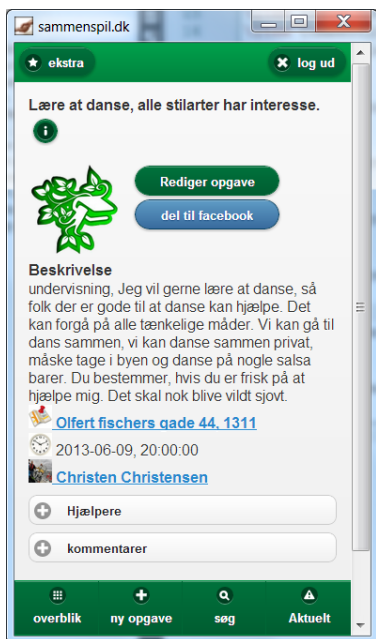 sammenspil.dk
ekstra
log ud
Lære at danse, alle stilarter har interesse.
Rediger opgave
del til facebook
Beskrivelse
undervisning, Jeg vil gerne lære at danse, så
folk der er gode til at danse kan hjælpe. Det
kan forgå på alle tænkelige måder. Vi kan gå til
dans sammen, vi kan danse sammen privat,
måske tage i byen og danse på nogle salsa
barer. Du bestemmer, hvis du er frisk på at
hjælpe mig. Det skal nok blive vildt sjovt.
Olfert fischers gade 44, 1311
2013-06-09, 20:00:00
Christen Christensen
Hjælpere
kommentarer
overblik
ny opgave
søg
Aktuelt